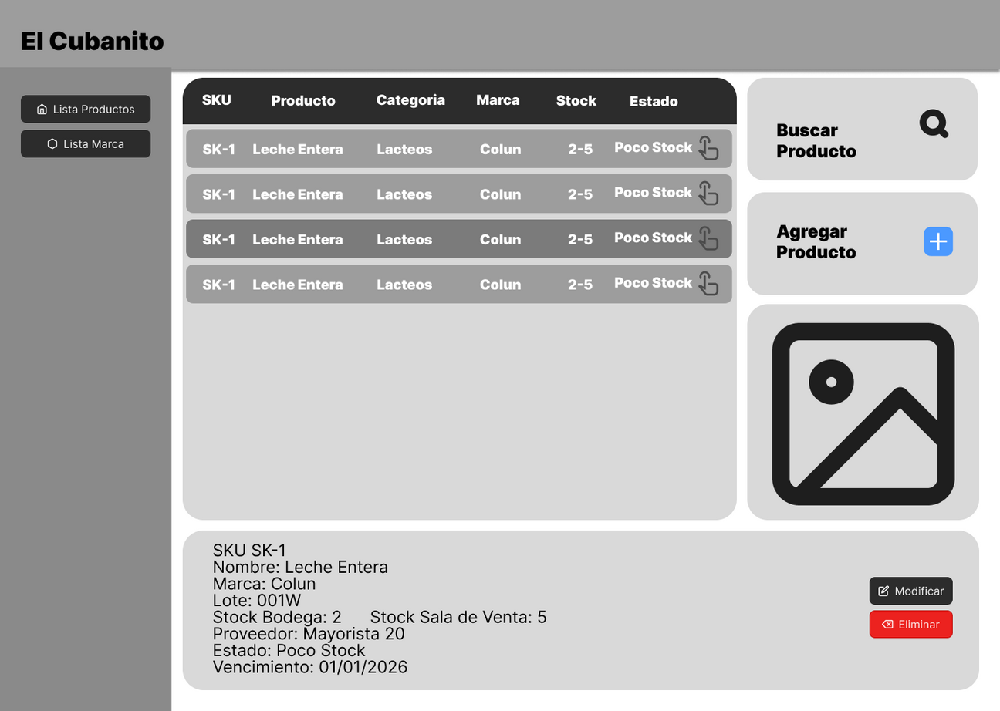 El Cubanito
Lista Productos
Lista Marca
SKU Producto Categoria Marca Stock Estado
SK-1 Leche Entera Lacteos Colun 2-5 Poco Stock
SK-1 Leche Entera Lacteos Colun 2-5 Poco Stock
SK-1 Leche Entera Lacteos Colun 2-5 Poco Stock
SK-1 Leche Entera Lacteos Colun 2-5 Poco Stock
Buscar
Producto
Agregar
Producto
SKU SK-1
Nombre: Leche Entera
Marca: Colun
Lote: 001W
Stock Bodega: 2 Stock Sala de Venta: 5
Proveedor: Mayorista 20
Estado: Poco Stock
Vencimiento: 01/01/2026
Modificar
Eliminar